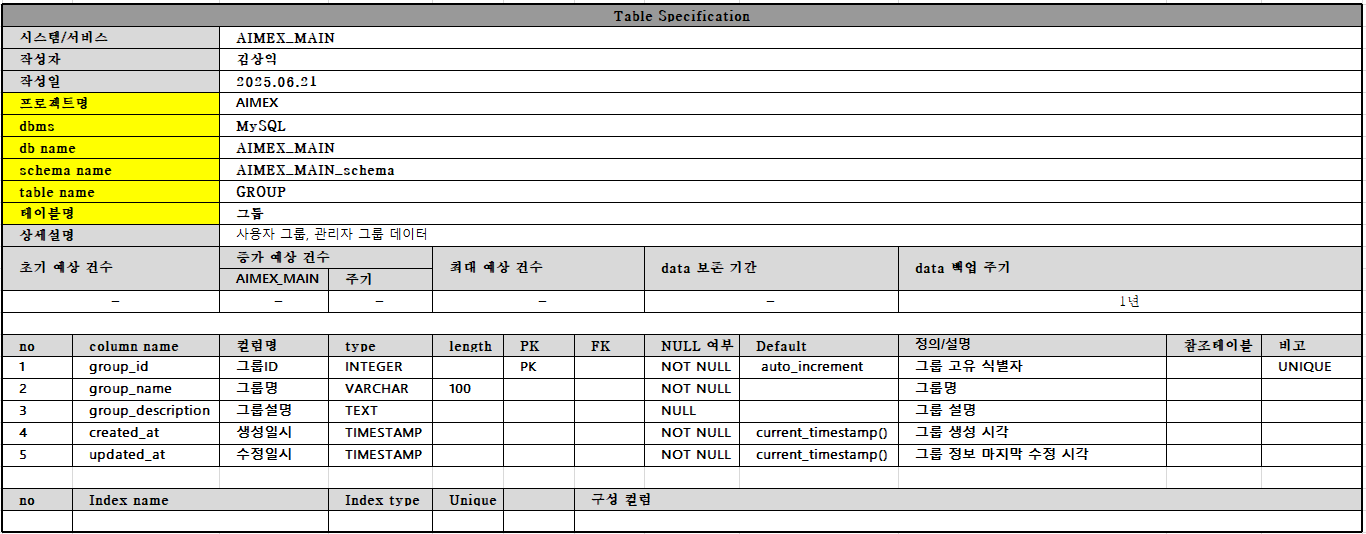 Table Specification
시스템/서비스 AIMEX_MAIN
작성자 김상익
작성일 2025.06.21
프로젝트명 AIMEX
dbms MySQL
db name AIMEX_MAIN
schema name AIMEX_MAIN_schema
table name GROUP
테이블명 그룹
상세설명 사용자 그룹, 관리자 그룹 데이터
초기 예상 건수 증가 예상 건수 최대 예상 건수 data 보존 기간 data 백업 주기
AIMEX_MAIN 주기
– – – – – 1년
no column name 컬럼명 type length PK FK NULL 여부 Default 정의/설명 참조테이블 비고
1 group_id 그룹ID INTEGER PK NOT NULL auto_increment 그룹 고유 식별자 UNIQUE
2 group_name 그룹명 VARCHAR 100 NOT NULL 그룹명
3 group_description 그룹설명 TEXT NULL 그룹 설명
4 created_at 생성일시 TIMESTAMP NOT NULL current_timestamp() 그룹 생성 시각
5 updated_at 수정일시 TIMESTAMP NOT NULL current_timestamp() 그룹 정보 마지막 수정 시각
no Index name Index type Unique 구성 컬럼